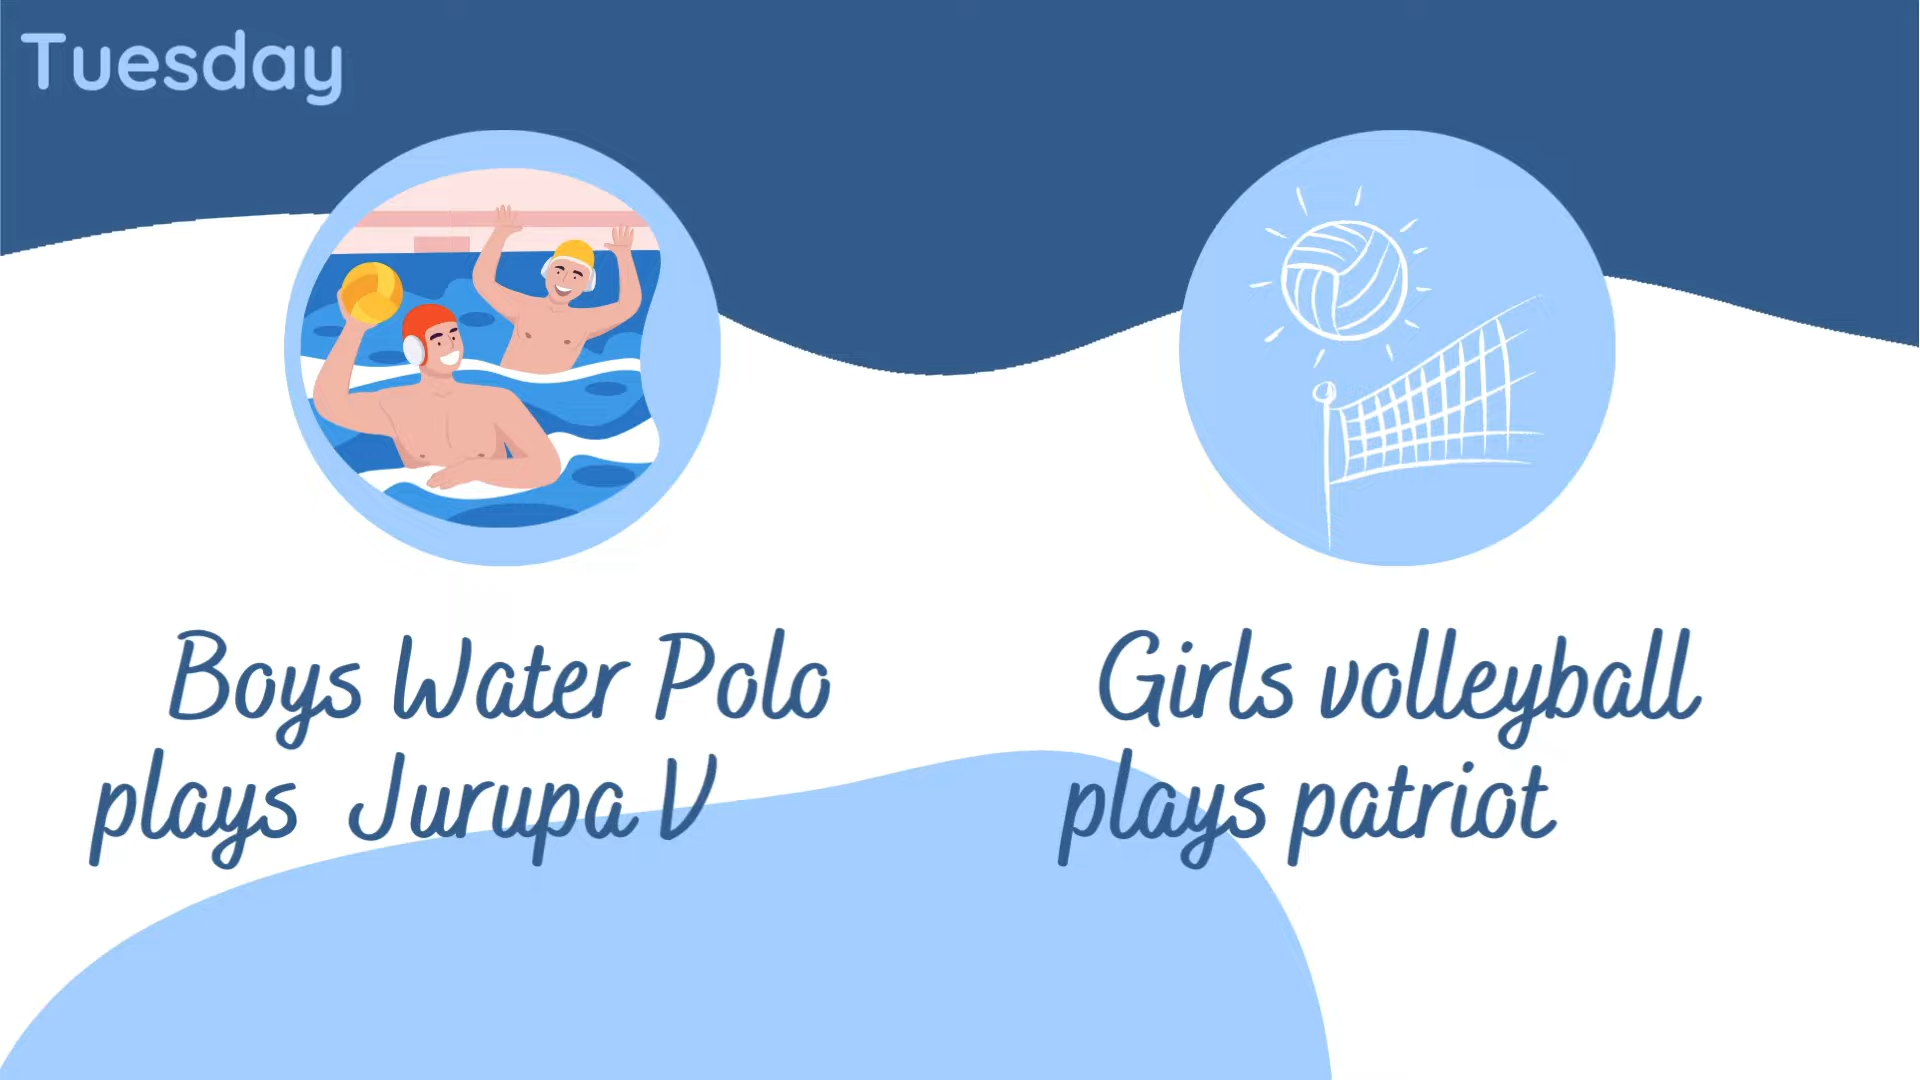 Tuesday
Boys Water Polo
plays Jurupa V
Girls volleyball
plays patriot